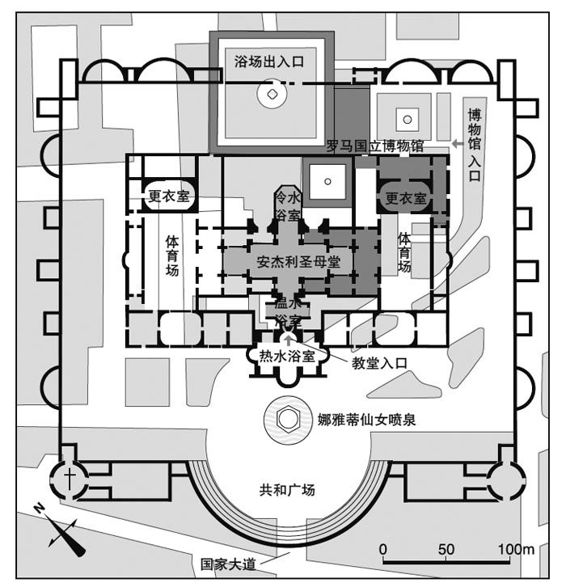 浴场出入口
罗马国立博物馆
博物馆入口
更衣室
冷水
浴室
更衣室
体育场
体育场
安杰利圣母堂
温水
浴室
热水浴室
教堂入口
娜雅蒂仙女喷泉
共和广场
N
国家大道
0 50 100m